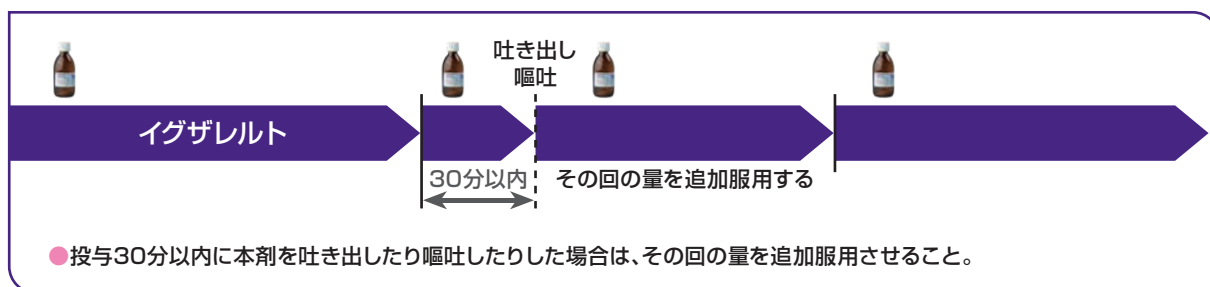 吐き出し
嘔吐
イグザレルト
30分以内
その回の量を追加服用する
●投与30分以内に本剤を吐き出したり嘔吐したりした場合は、その回の量を追加服用させること。